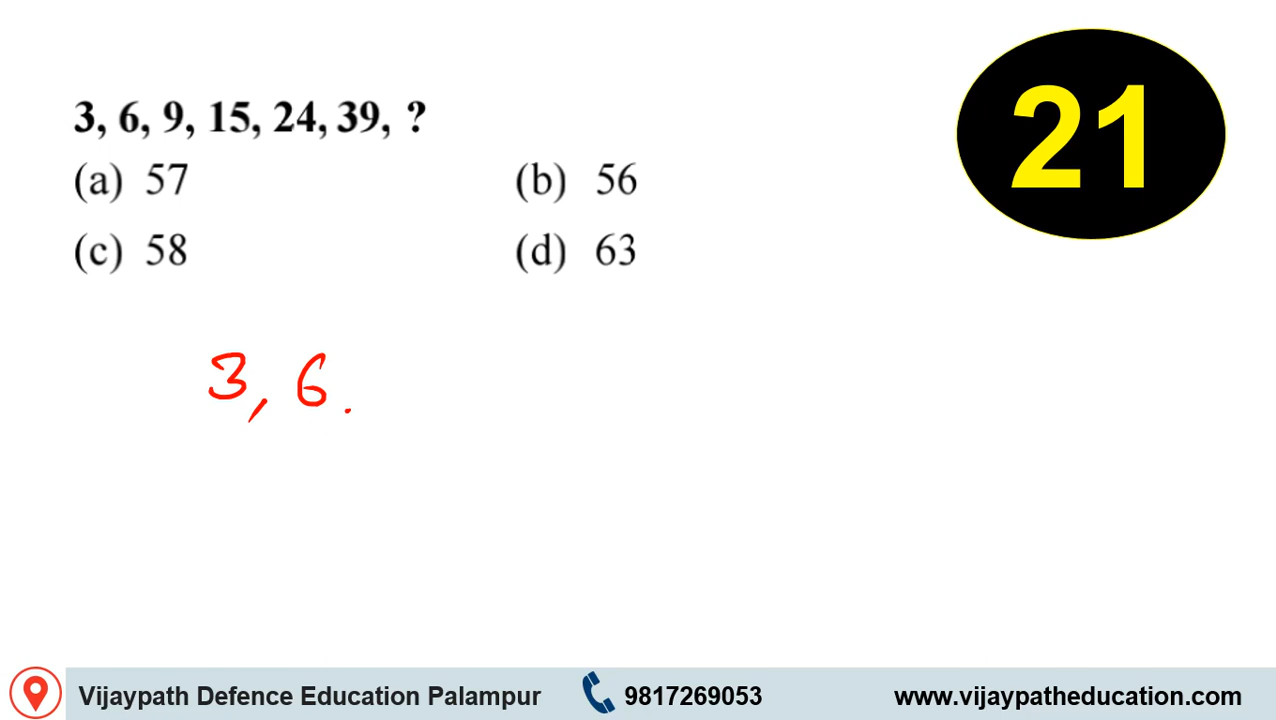 3, 6, 9, 15, 24, 39, ?
(a) 57 (b) 56
(c) 58 (d) 63
21
3, 6.
Vijaypath Defence Education Palampur 9817269053 www.vijaypatheducation.com